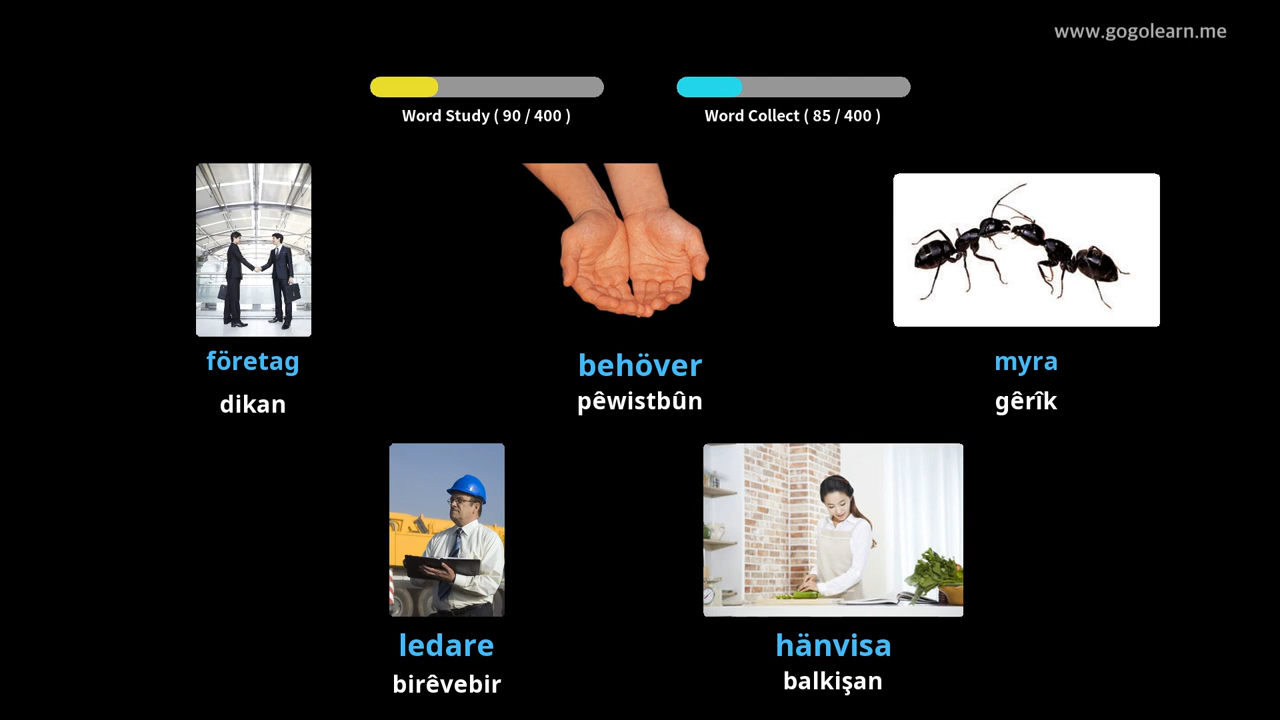 www.gogolearn.me
Word Study ( 90 / 400 )
Word Collect ( 85 / 400 )
företag
dikan
behöver
pêwistbûn
myra
gêrîk
ledare
birêvebir
hänvisa
balkişan